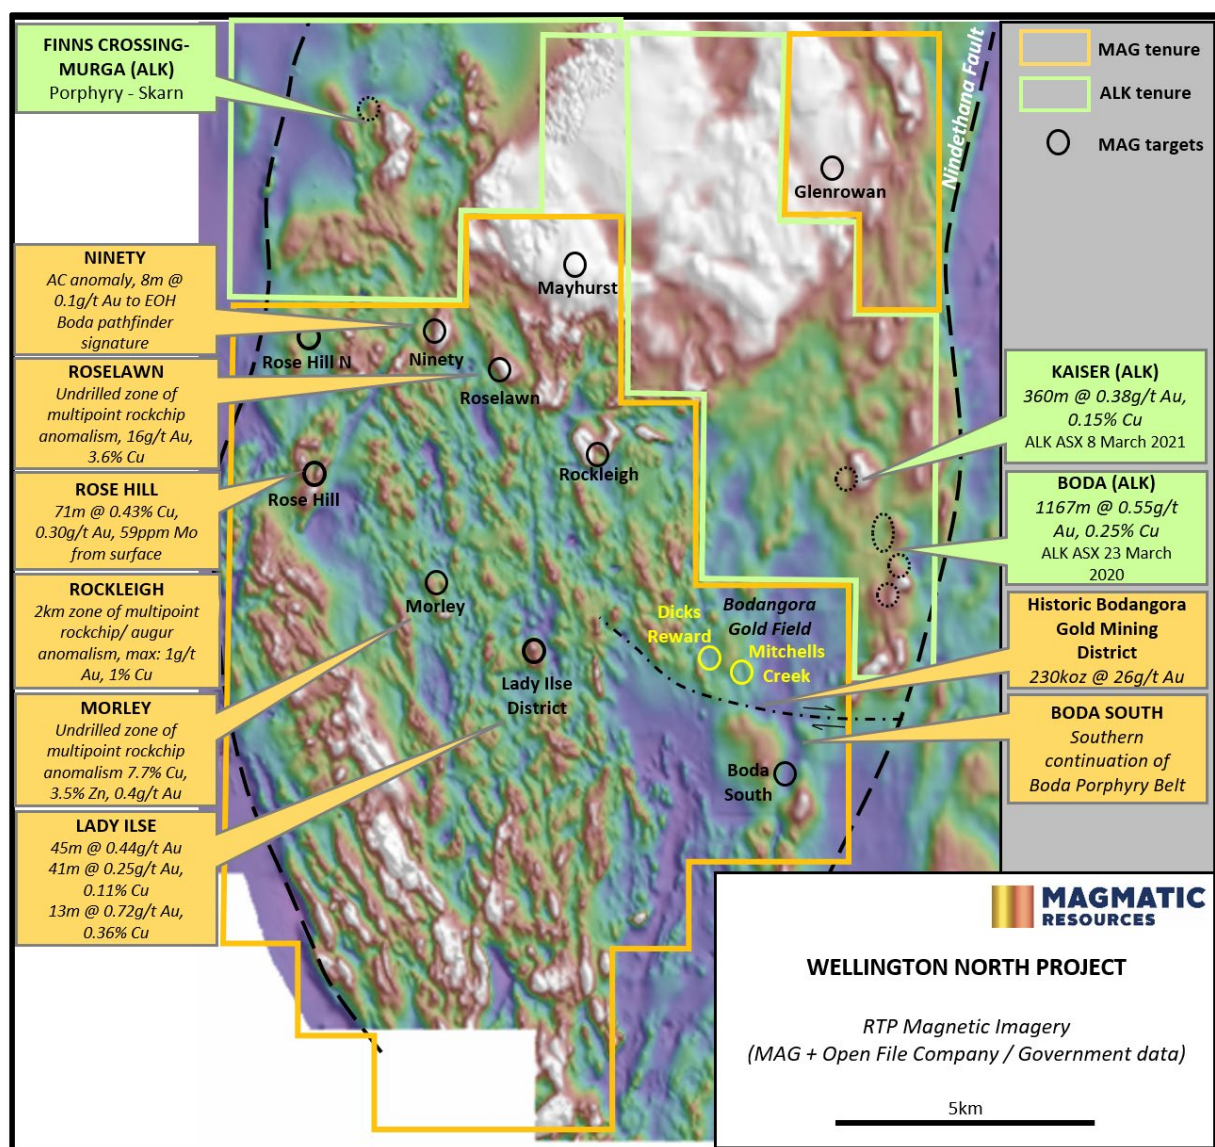 FINNS CROSSING-
MURGA (ALK)
Porphyry - Skarn
NINETY
AC anomaly, 8m @
0.1g/t Au to EOH
Boda pathfinder
signature
ROSELAWN
Undrilled zone of
multipoint rockchip
anomalism, 16g/t Au,
3.6% Cu
ROSE HILL
71m @ 0.43% Cu,
0.30g/t Au, 59ppm Mo
from surface
ROCKLEIGH
2km zone of multipoint
rockchip/ augur
anomalism, max: 1g/t
Au, 1% Cu
MORLEY
Undrilled zone of
multipoint rockchip
anomalism 7.7% Cu,
3.5% Zn, 0.4g/t Au
LADY ILSE
45m @ 0.44g/t Au
41m @ 0.25g/t Au,
0.11% Cu
13m @ 0.72g/t Au,
0.36% Cu
Glenrowan
Mayhurst
Rose Hill N
Ninety
Roselawn
Rockleigh
Rose Hill
Morley
Lady Ilse
District
Dicks
Reward
Bodangora
Gold Field
Mitchells
Creek
Boda
South
Nindethana Fault
MAG tenure
ALK tenure
MAG targets
KAISER (ALK)
360m @ 0.38g/t Au,
0.15% Cu
ALK ASX 8 March 2021
BODA (ALK)
1167m @ 0.55g/t
Au, 0.25% Cu
ALK ASX 23 March
2020
Historic Bodangora
Gold Mining
District
230koz @ 26g/t Au
BODA SOUTH
Southern
continuation of
Boda Porphyry Belt
MAGMATIC
RESOURCES
WELLINGTON NORTH PROJECT
RTP Magnetic Imagery
(MAG + Open File Company / Government data)
5km